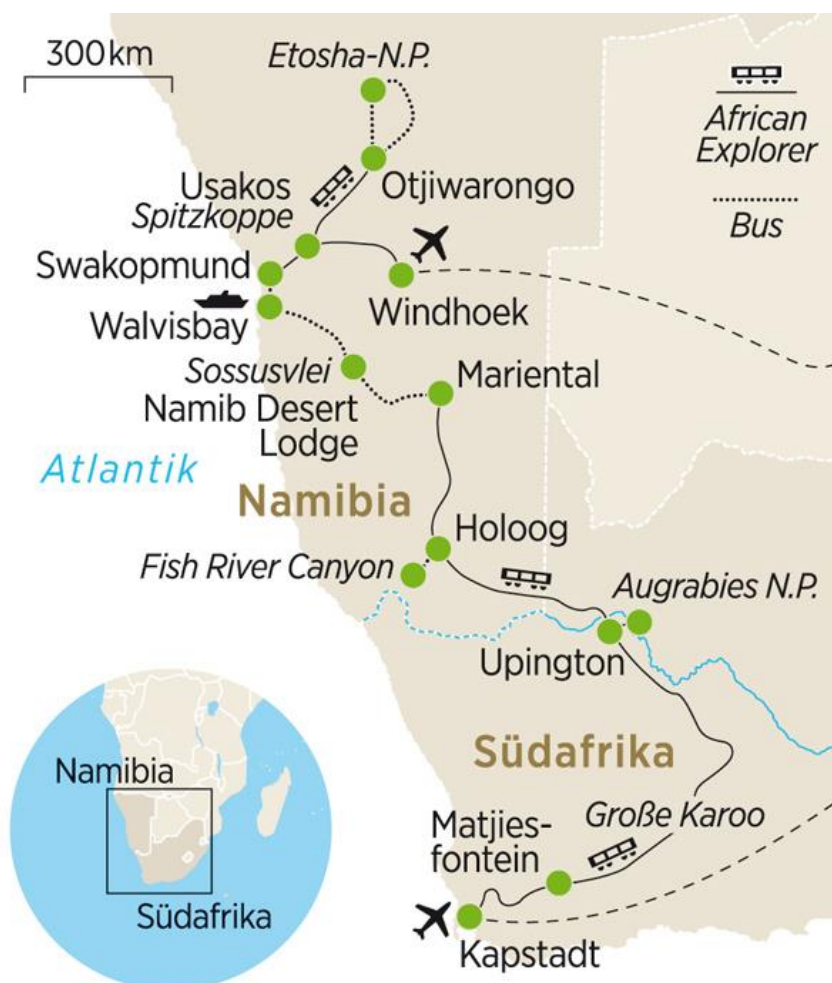 300 km
Etosha-N.P.
African
Explorer
Bus
Usakos
Spitzkoppe
Otjiwarongo
Swakopmund
Windhoek
Walvisbay
Sossusvlei
Namib Desert
Lodge
Mariental
Atlantik
Namibia
Holoog
Fish River Canyon
Augrabies N.P.
Upington
Südafrika
Namibia
Südafrika
Große Karoo
Matjies-
fontein
Kapstadt